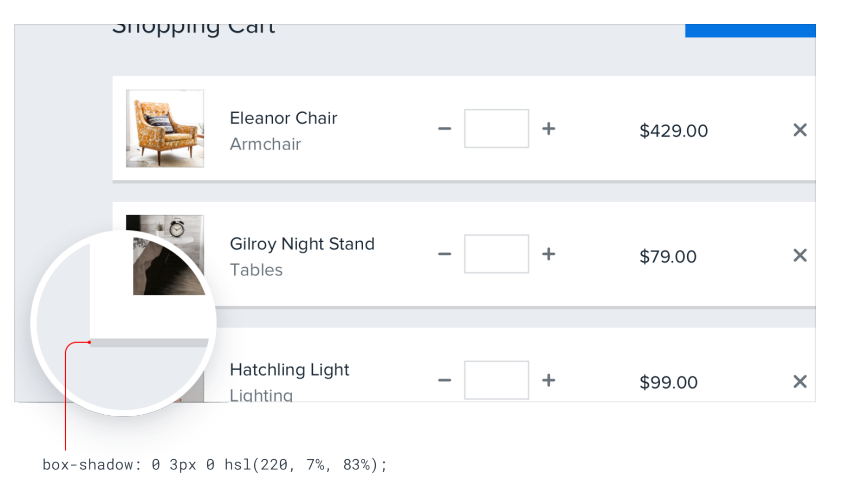 Shopping Cart
Eleanor Chair
Armchair
$429.00
Gilroy Night Stand
Tables
$79.00
Hatchling Light
Lighting
$99.00
box-shadow: 0 3px 0 hsl(220, 7%, 83%);